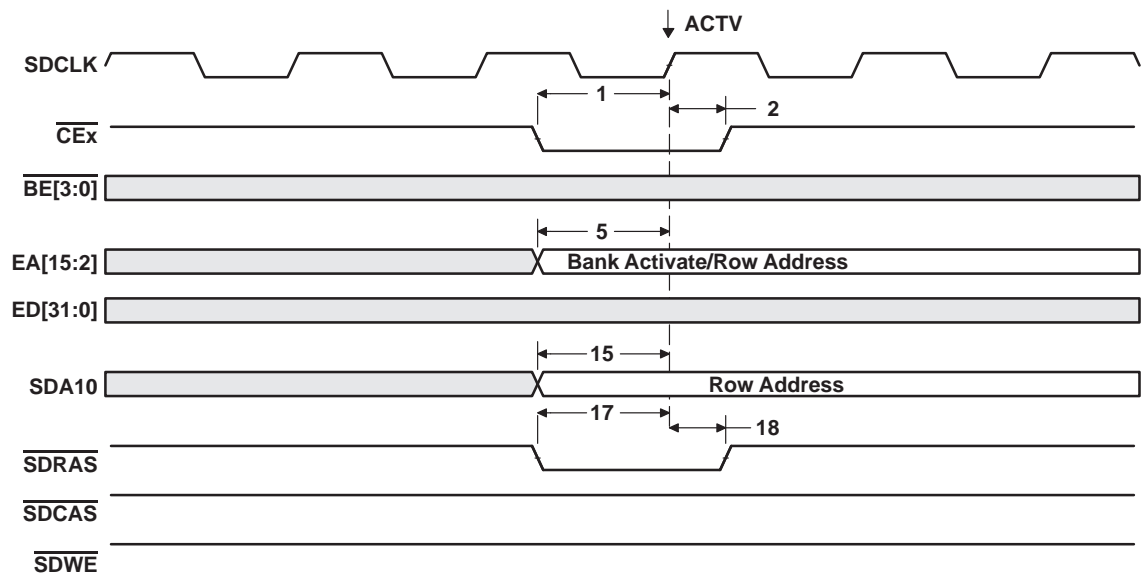 ACTV
SDCLK
1
2
CEx
BE[3:0]
5
EA[15:2]
Bank Activate/Row Address
ED[31:0]
15
SDA10
Row Address
17
18
SDRAS
SDCAS
SDWE